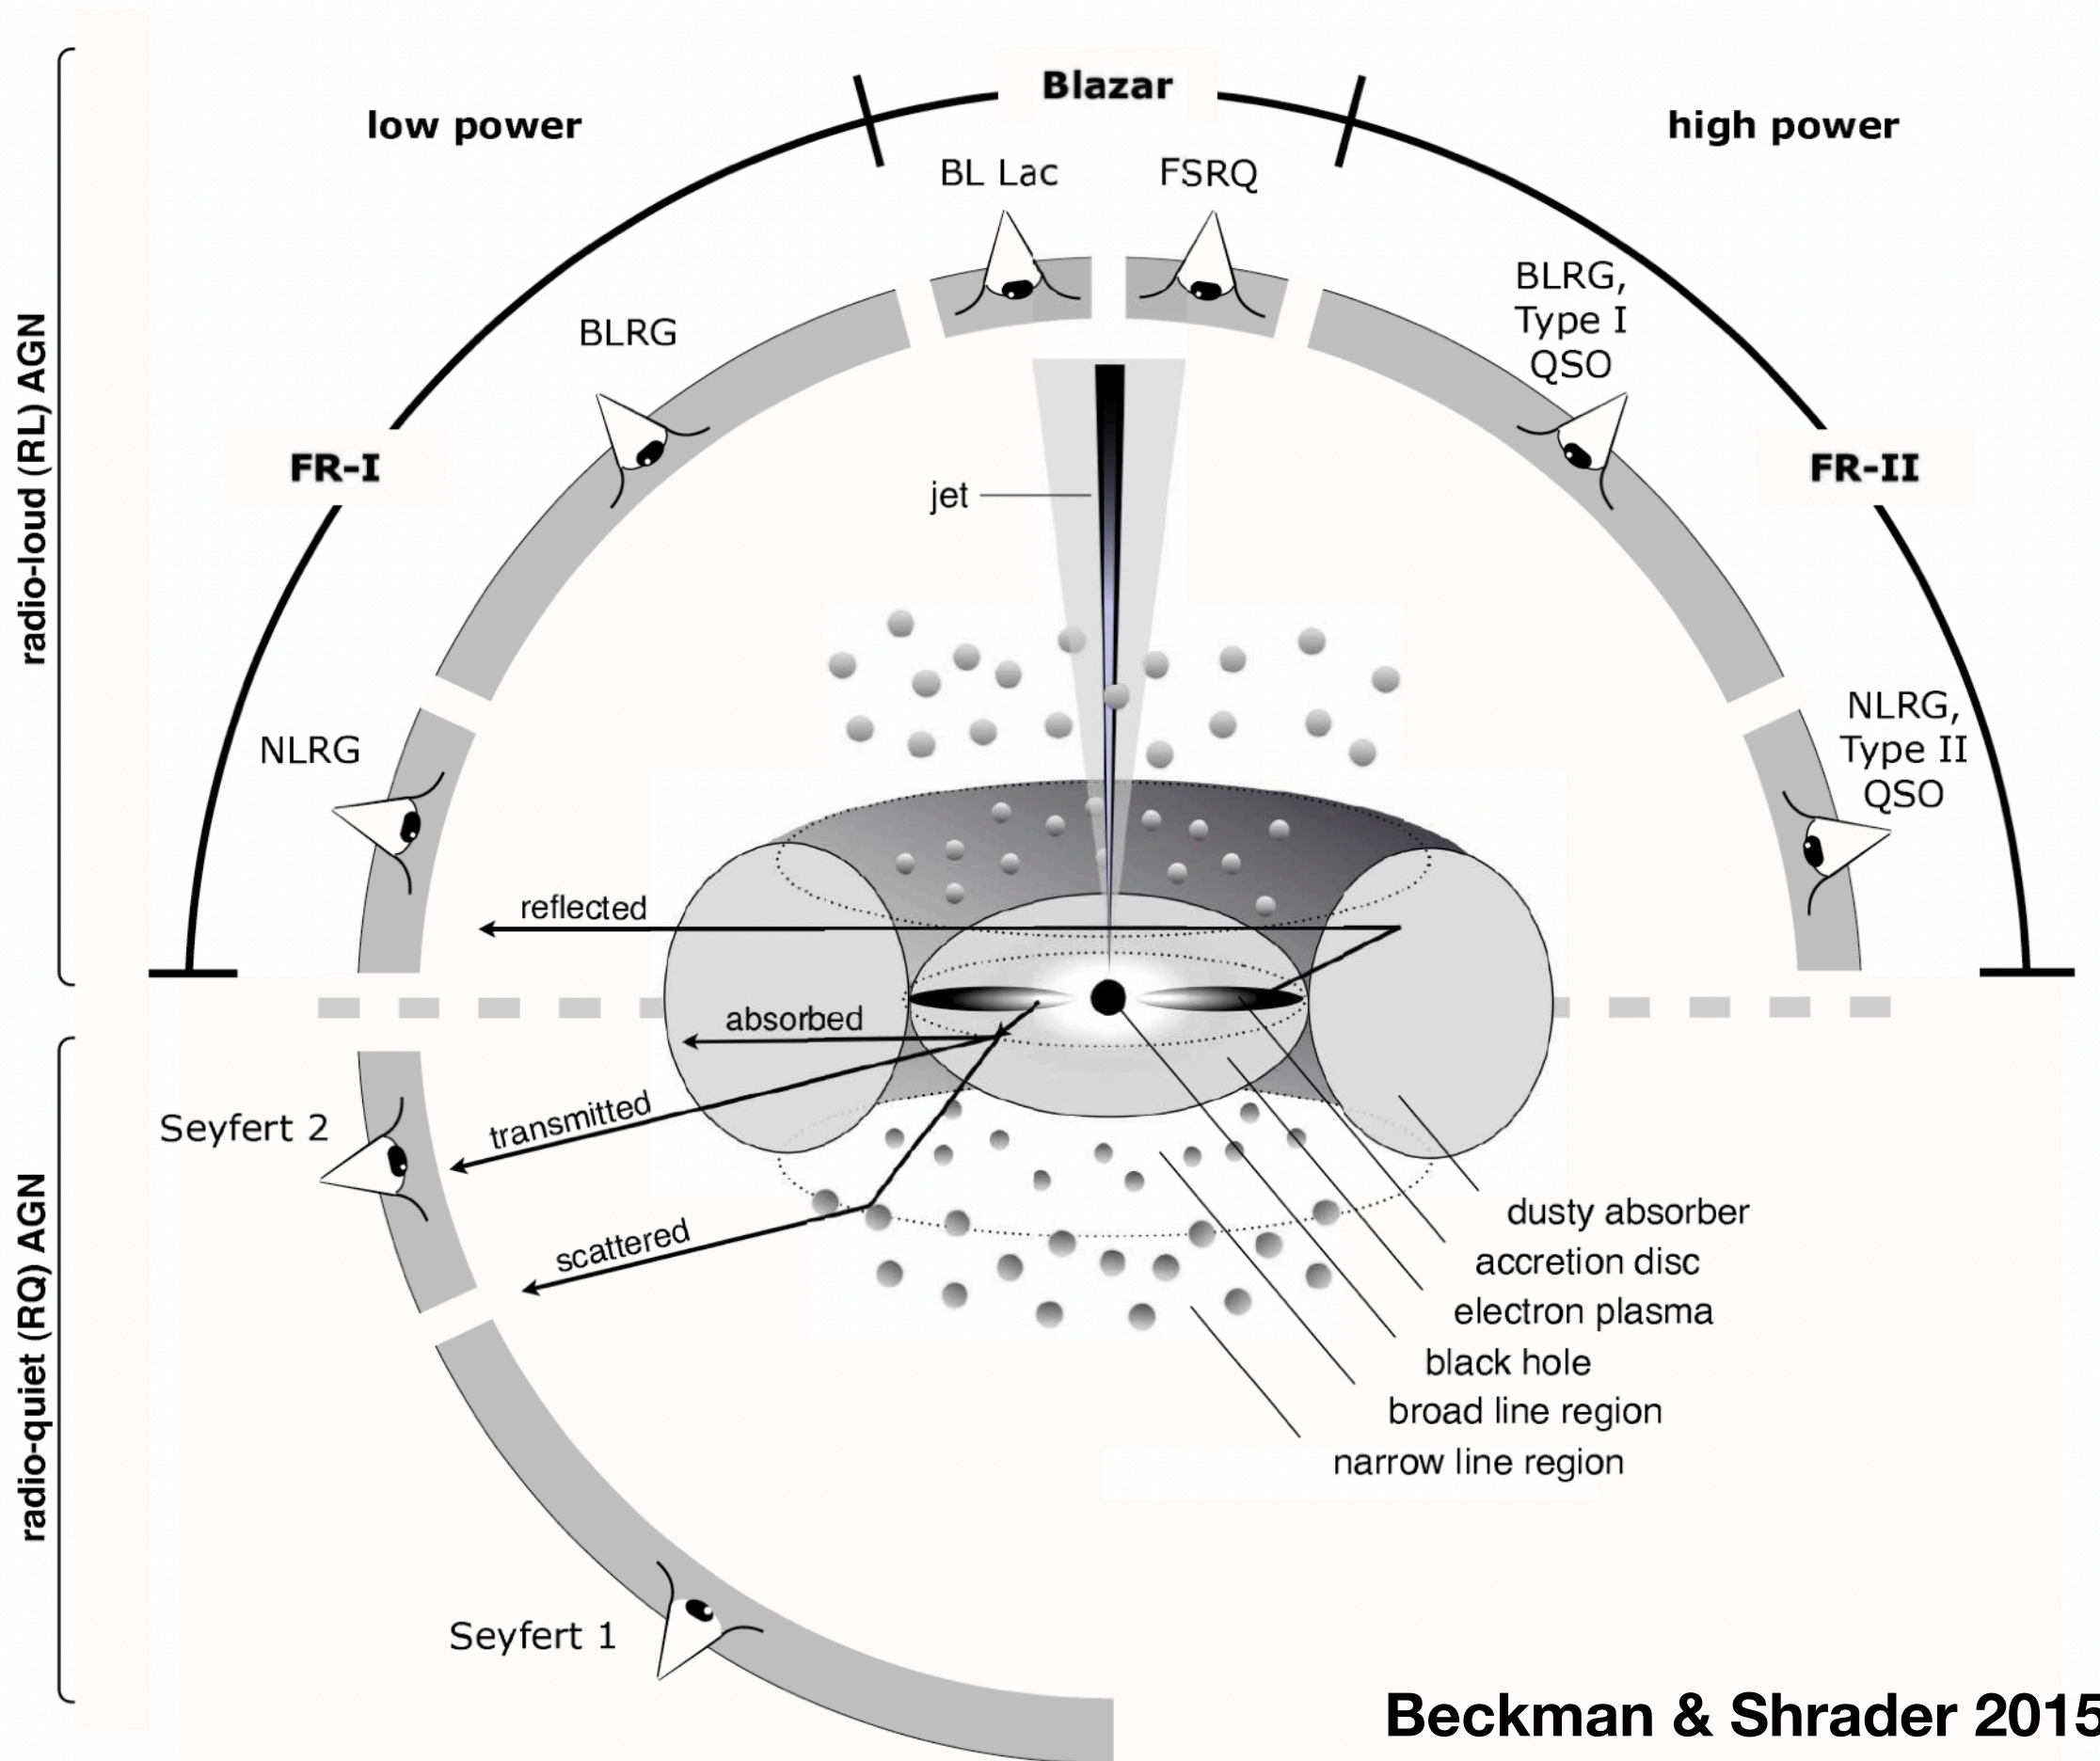 Blazar
low power
high power
BL Lac
FSRQ
BLRG,
Type I
QSO
BLRG
radio-loud (RL) AGN
FR-I
FR-II
jet
NLRG,
Type II
QSO
NLRG
reflected
absorbed
transmitted
Seyfert 2
scattered
radio-quiet (RQ) AGN
dusty absorber
accretion disc
electron plasma
black hole
broad line region
narrow line region
Seyfert 1
Beckman & Shrader 2015